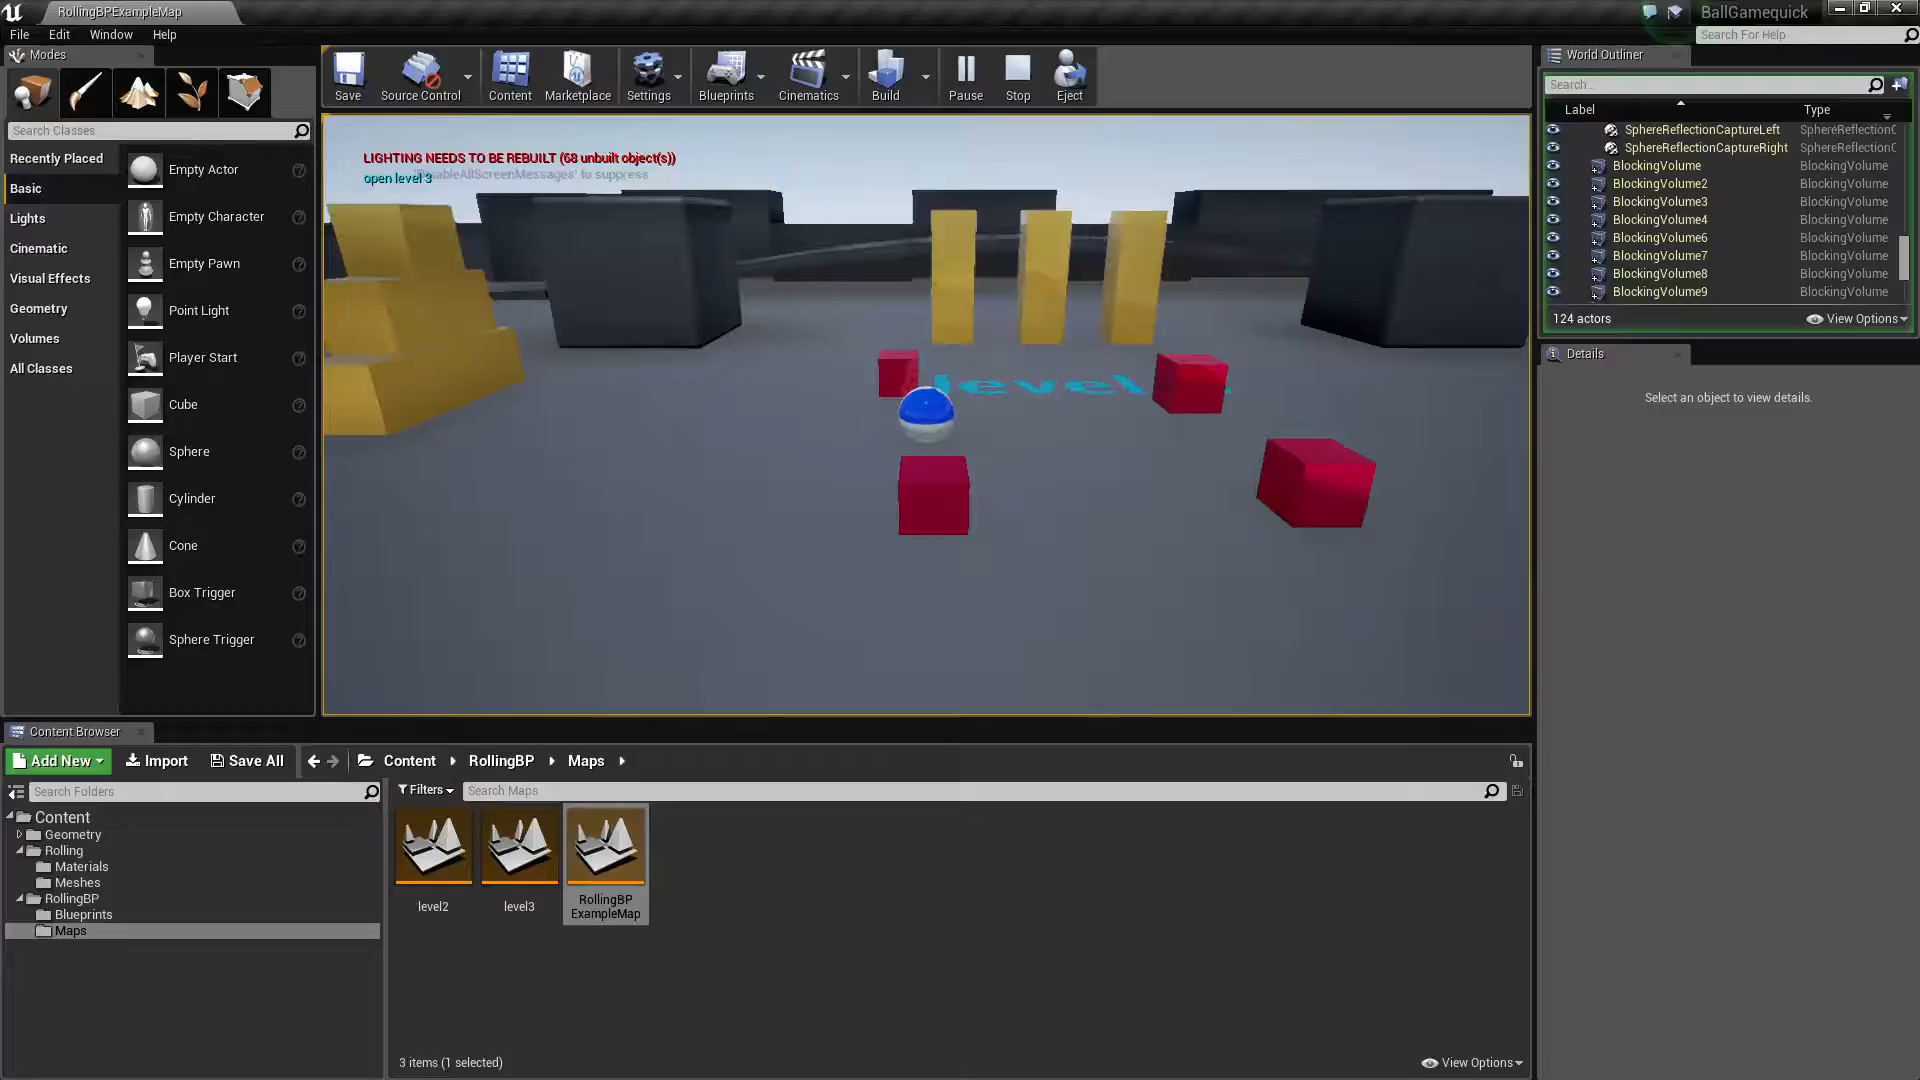 RollingBPExampleMap
BallGamequick
File Edit Window Help
Search For Help
Modes
Save
Source Control
Content
Marketplace
Settings
Blueprints
Cinematics
Build
Pause
Stop
Eject
World Outliner
Search...
Label Type
SphereReflectionCaptureLeft SphereReflectionC
SphereReflectionCaptureRight SphereReflectionC
BlockingVolume BlockingVolume
BlockingVolume2 BlockingVolume
BlockingVolume3 BlockingVolume
BlockingVolume4 BlockingVolume
BlockingVolume6 BlockingVolume
BlockingVolume7 BlockingVolume
BlockingVolume8 BlockingVolume
BlockingVolume9 BlockingVolume
124 actors View Options
Details
Select an object to view details.
Search Classes
Recently Placed
Basic
Lights
Cinematic
Visual Effects
Geometry
Volumes
All Classes
Empty Actor
Empty Character
Empty Pawn
Point Light
Player Start
Cube
Sphere
Cylinder
Cone
Box Trigger
Sphere Trigger
LIGHTING NEEDS TO BE REBUILT (68 unbuilt object(s))
open level 3
'DisableAllScreenMessages' to suppress
level
Content Browser
Add New Import Save All Content RollingBP Maps
Search Folders
Filters Search Maps
Content
Geometry
Rolling
Materials
Meshes
RollingBP
Blueprints
Maps
level2
level3
RollingBP
ExampleMap
3 items (1 selected) View Options